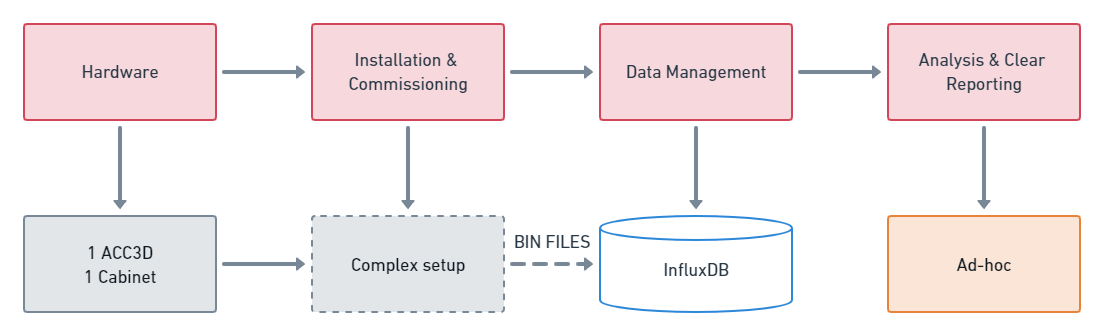 Hardware
Installation &
Commissioning
Data Management
Analysis & Clear
Reporting
1 ACC3D
1 Cabinet
Complex setup
BIN FILES
InfluxDB
Ad-hoc